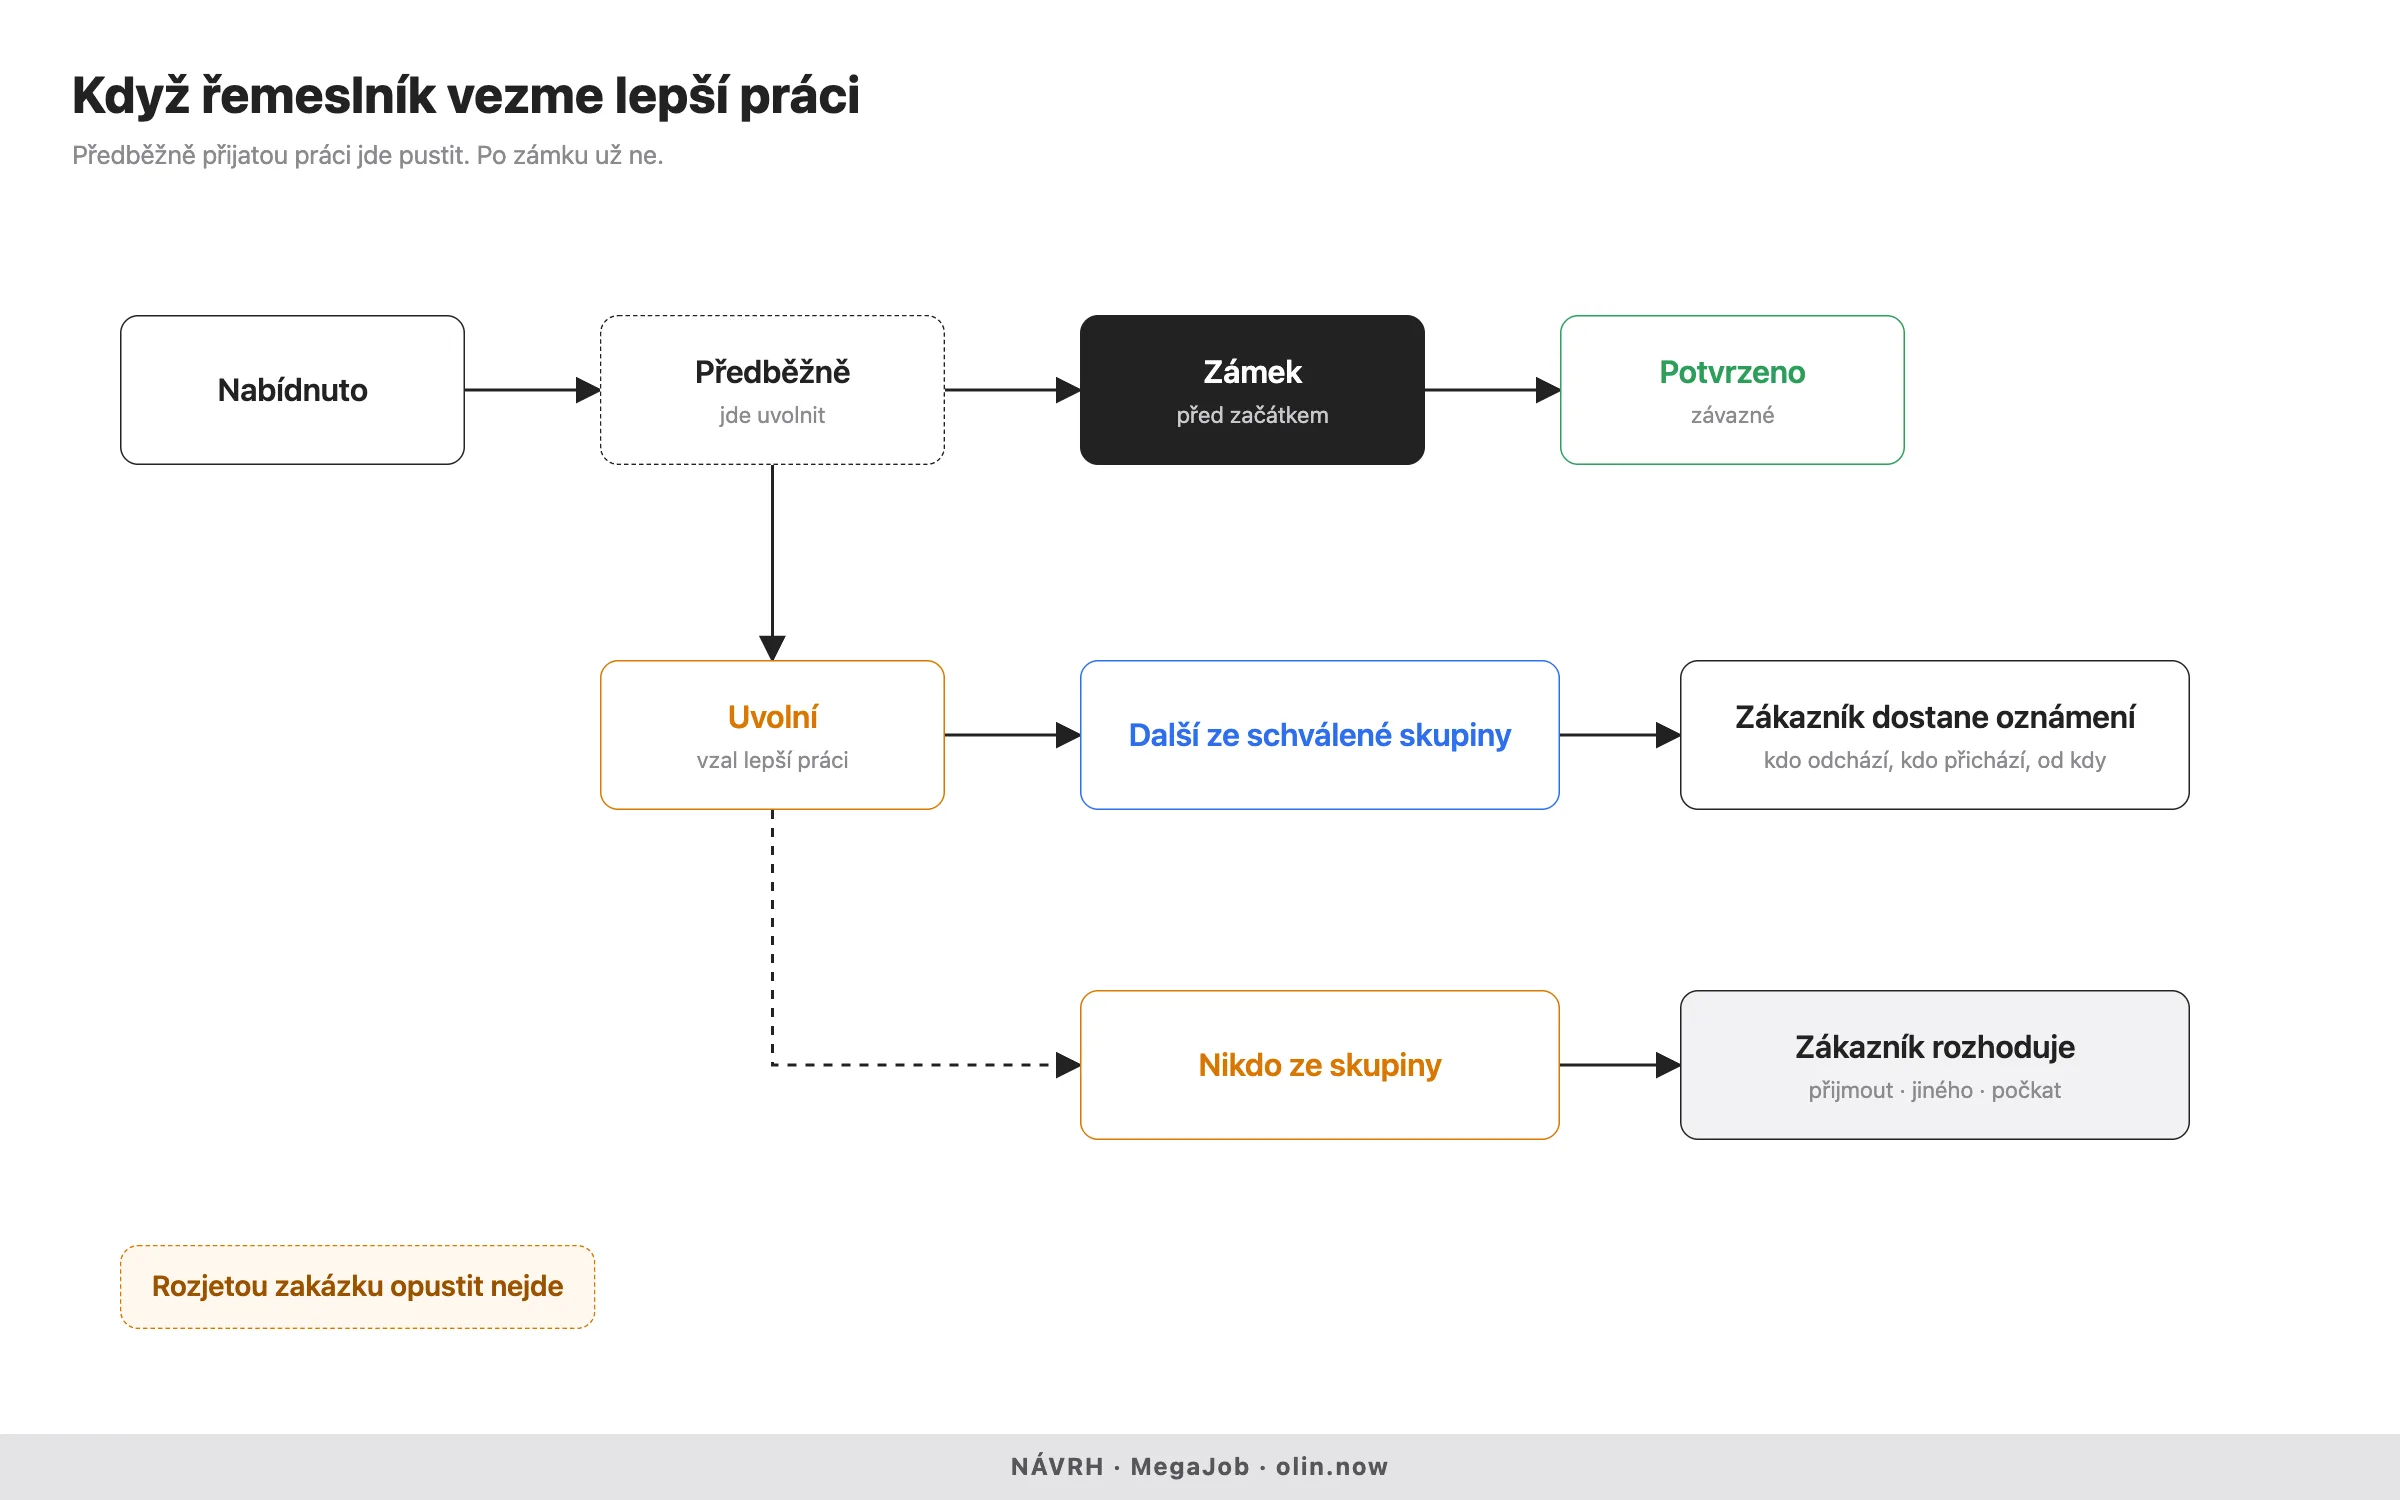 Když řemeslník vezme lepší práci
Předběžně přijatou práci jde pustit. Po zámku už ne.
Nabídnuto
Předběžně
jde uvolnit
Zámek
před začátkem
Potvrzeno
závazné
Uvolní
vzal lepší práci
Další ze schválené skupiny
Zákazník dostane oznámení
kdo odchází, kdo přichází, od kdy
Nikdo ze skupiny
Zákazník rozhoduje
přijmout · jiného · počkat
Rozjetou zakázku opustit nejde
NÁVRH · MegaJob · olin.now